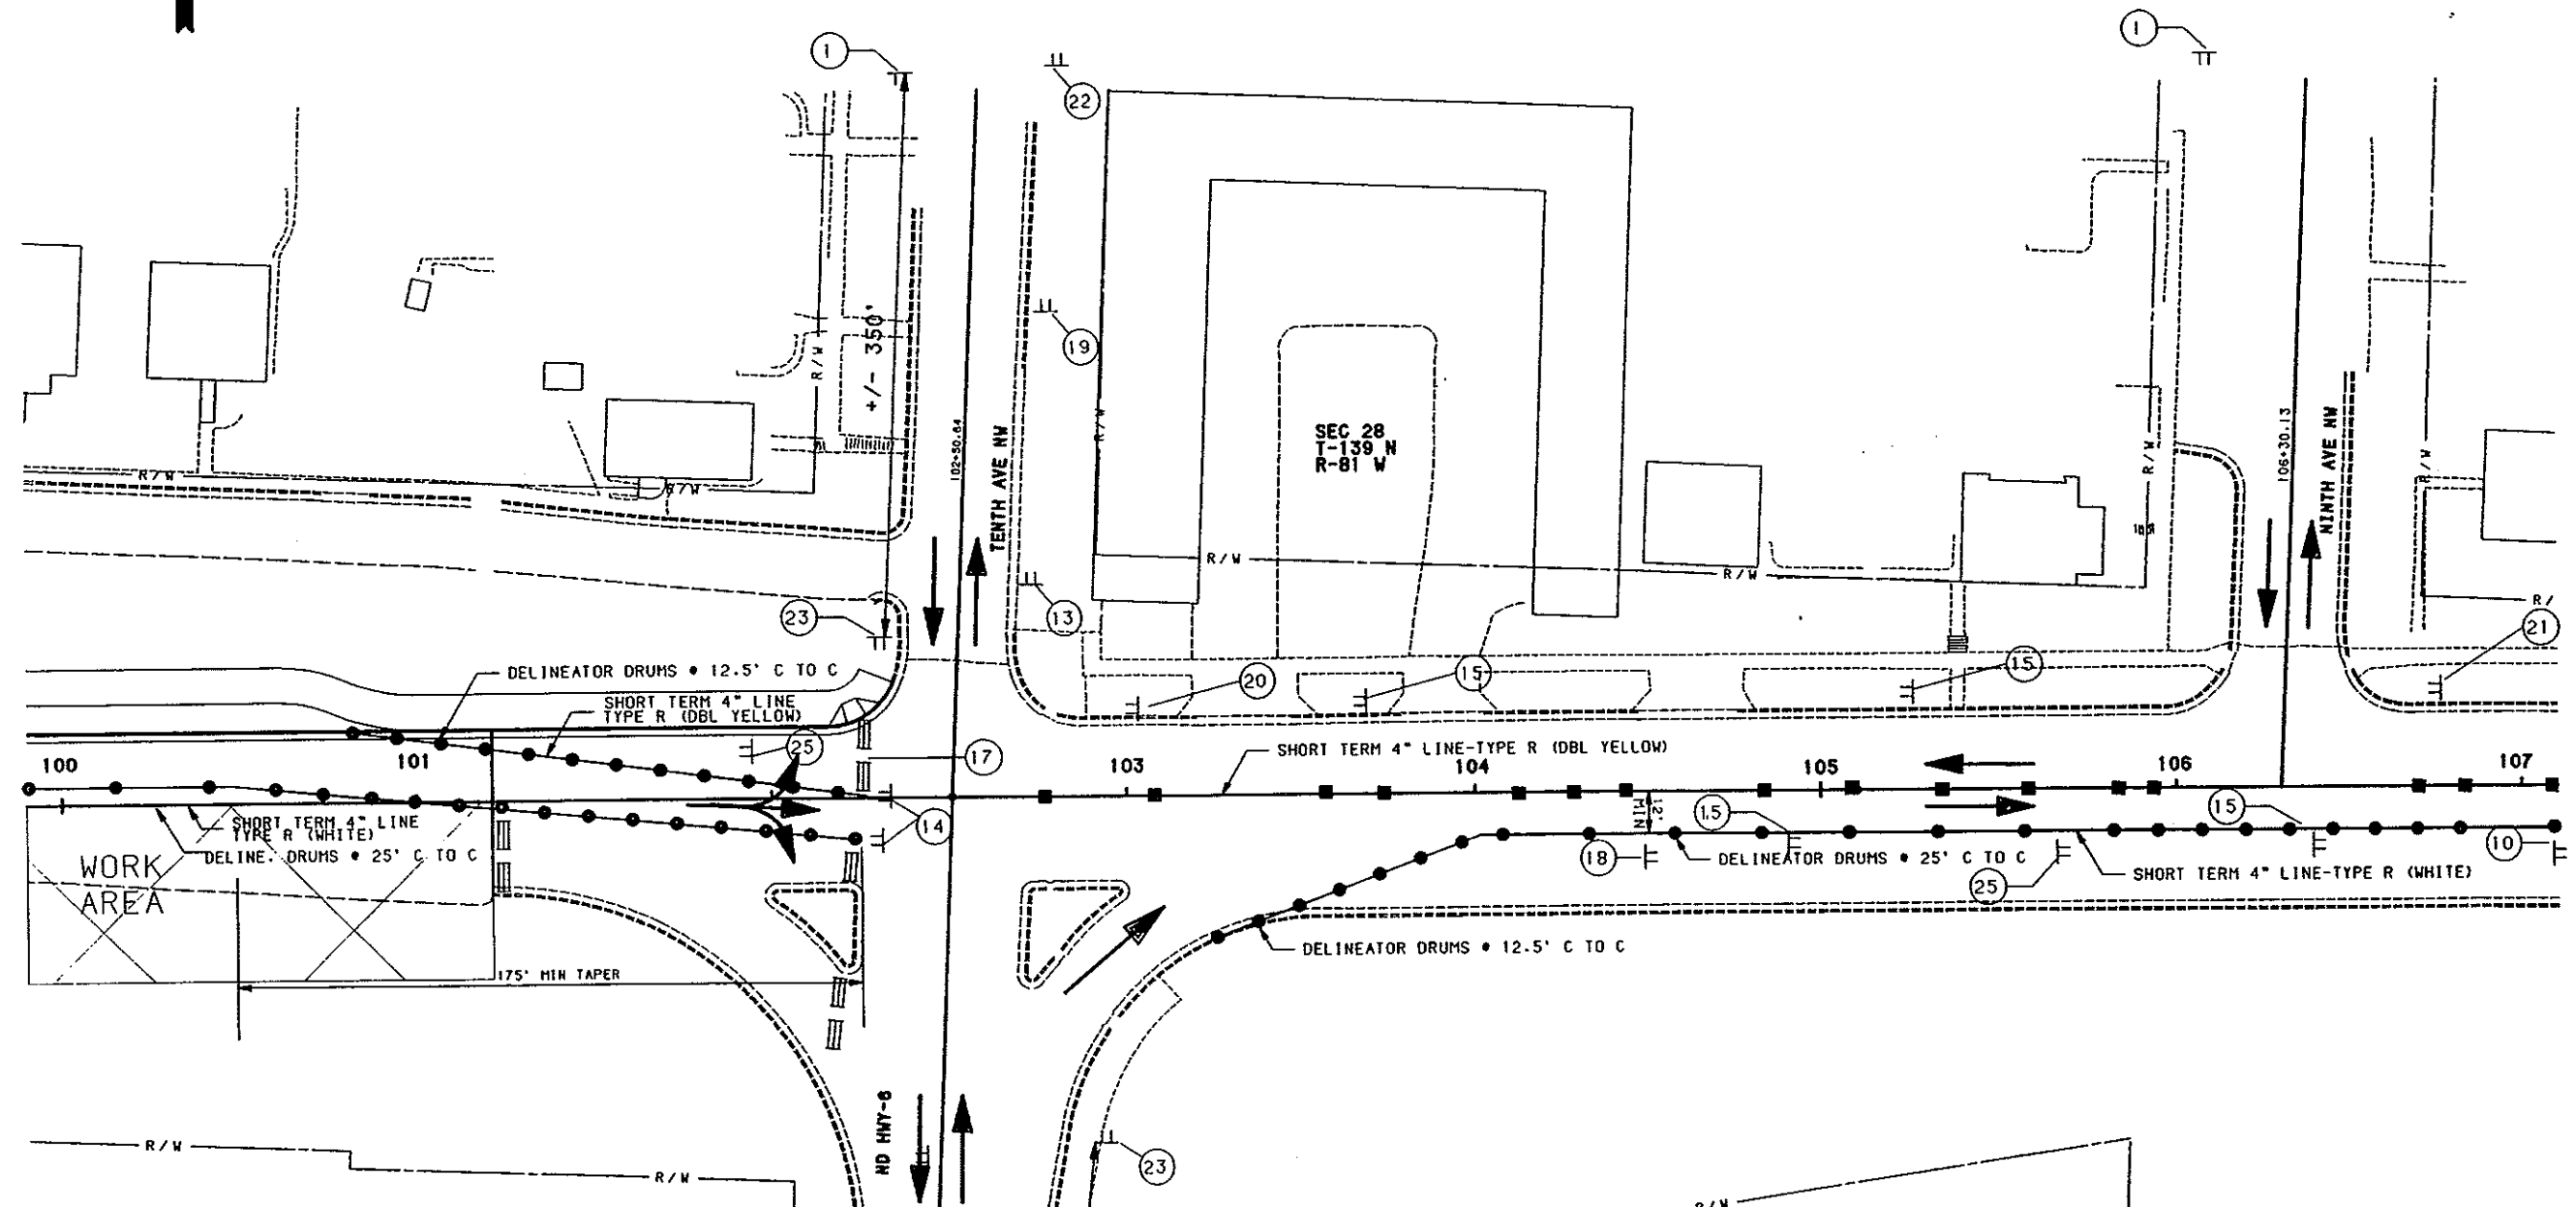 1
1
22
19
+/- 350'
R/W
R/W
102+50.64
TENTH AVE NW
SEC 28
T-139 N
R-81 W
R/W
106+30.13
NINTH AVE NW
R/W
R/W
R/W
R/W
R/W
R/
23
13
21
20
15
15
DELINEATOR DRUMS • 12.5' C TO C
SHORT TERM 4" LINE
TYPE R (DBL YELLOW)
25
17
SHORT TERM 4" LINE-TYPE R (DBL YELLOW)
100
101
103
104
105
106
107
14
12'
MIN
15
15
SHORT TERM 4" LINE
TYPE R (WHITE)
DELINE. DRUMS • 25' C TO C
WORK
AREA
18
DELINEATOR DRUMS • 25' C TO C
25
SHORT TERM 4" LINE-TYPE R (WHITE)
10
DELINEATOR DRUMS • 12.5' C TO C
175' MIN TAPER
ND HWY-6
23
R/W
R/W
R/W